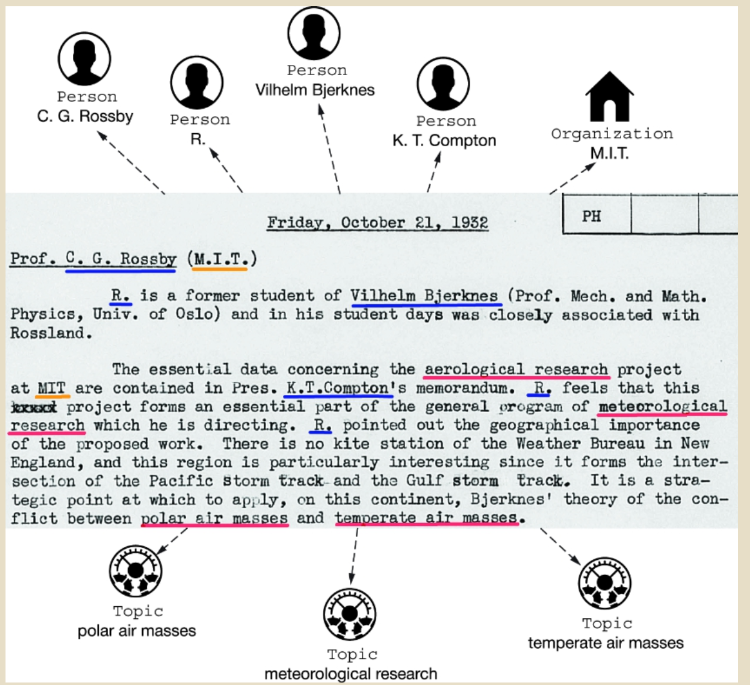 Person
Vilhelm Bjerknes
Person
C. G. Rossby
Person
R.
Person
K. T. Compton
Organization
M.I.T.
Friday, October 21, 1932
PH
Prof. C. G. Rossby (M.I.T.)
R. is a former student of Vilhelm Bjerknes (Prof. Mech. and Math.
Physics, Univ. of Oslo) and in his student days was closely associated with
Rossland.
The essential data concerning the aerological research project
at MIT are contained in Pres. K.T.Compton's memorandum. R. feels that this
project forms an essential part of the general program of meteorological
research which he is directing. R. pointed out the geographical importance
of the proposed work. There is no kite station of the Weather Bureau in New
England, and this region is particularly interesting since it forms the inter-
section of the Pacific storm track and the Gulf storm track. It is a stra-
tegic point at which to apply, on this continent, Bjerknes' theory of the con-
flict between polar air masses and temperate air masses.
Topic
polar air masses
Topic
meteorological research
Topic
temperate air masses